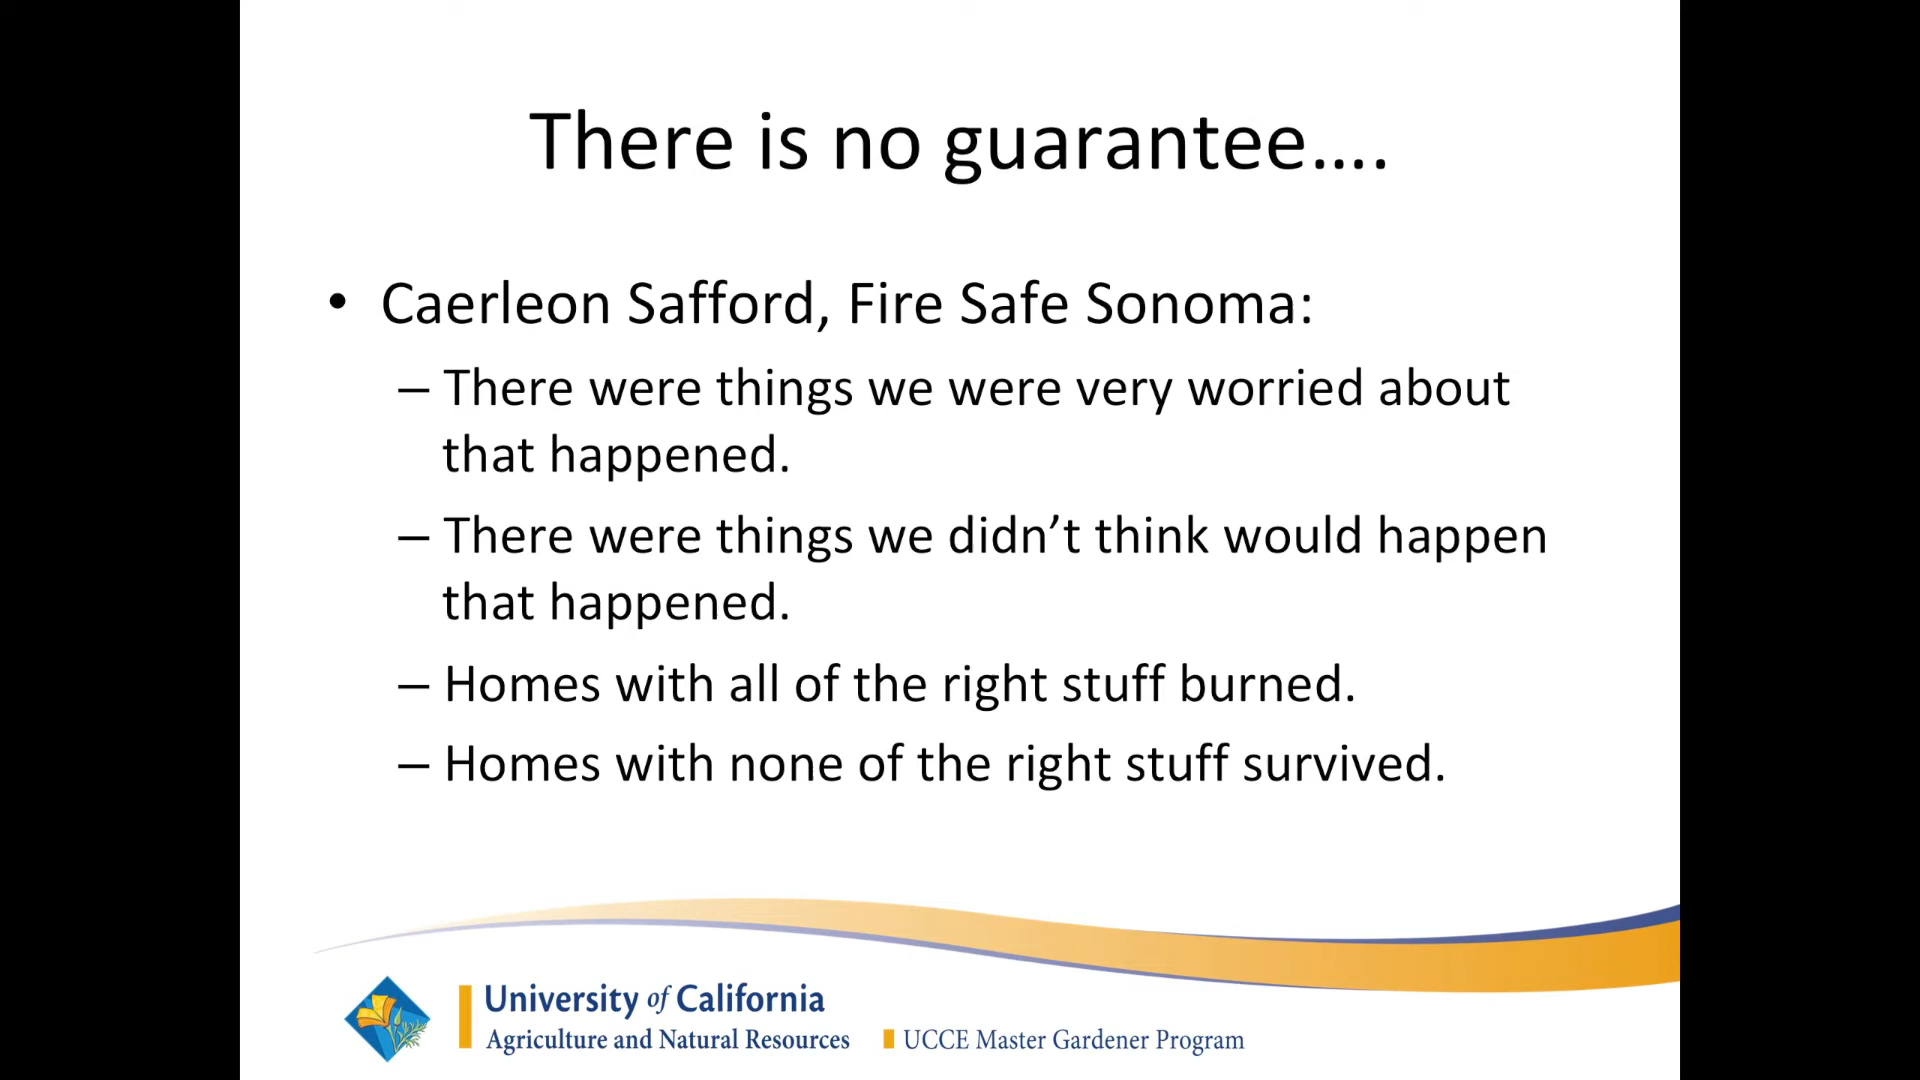 There is no guarantee….
• Caerleon Safford, Fire Safe Sonoma:
– There were things we were very worried about
that happened.
– There were things we didn’t think would happen
that happened.
– Homes with all of the right stuff burned.
– Homes with none of the right stuff survived.
University of California
Agriculture and Natural Resources
UCCE Master Gardener Program